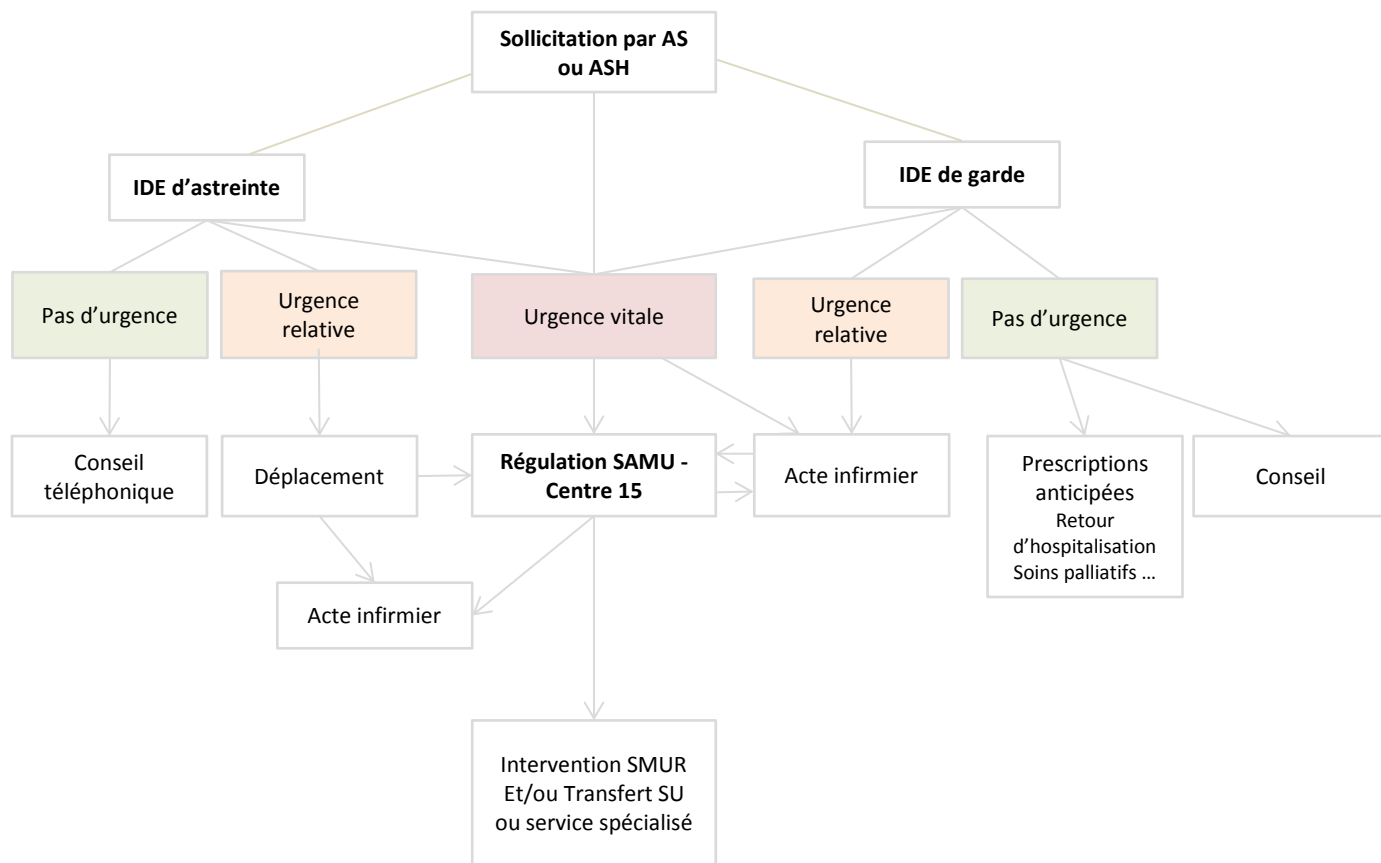 Sollicitation par AS
ou ASH
IDE d’astreinte
IDE de garde
Pas d’urgence
Urgence
relative
Urgence vitale
Urgence
relative
Pas d’urgence
Conseil
téléphonique
Déplacement
Régulation SAMU -
Centre 15
Acte infirmier
Prescriptions
anticipées
Retour
d’hospitalisation
Soins palliatifs ...
Conseil
Acte infirmier
Intervention SMUR
Et/ou Transfert SU
ou service spécialisé